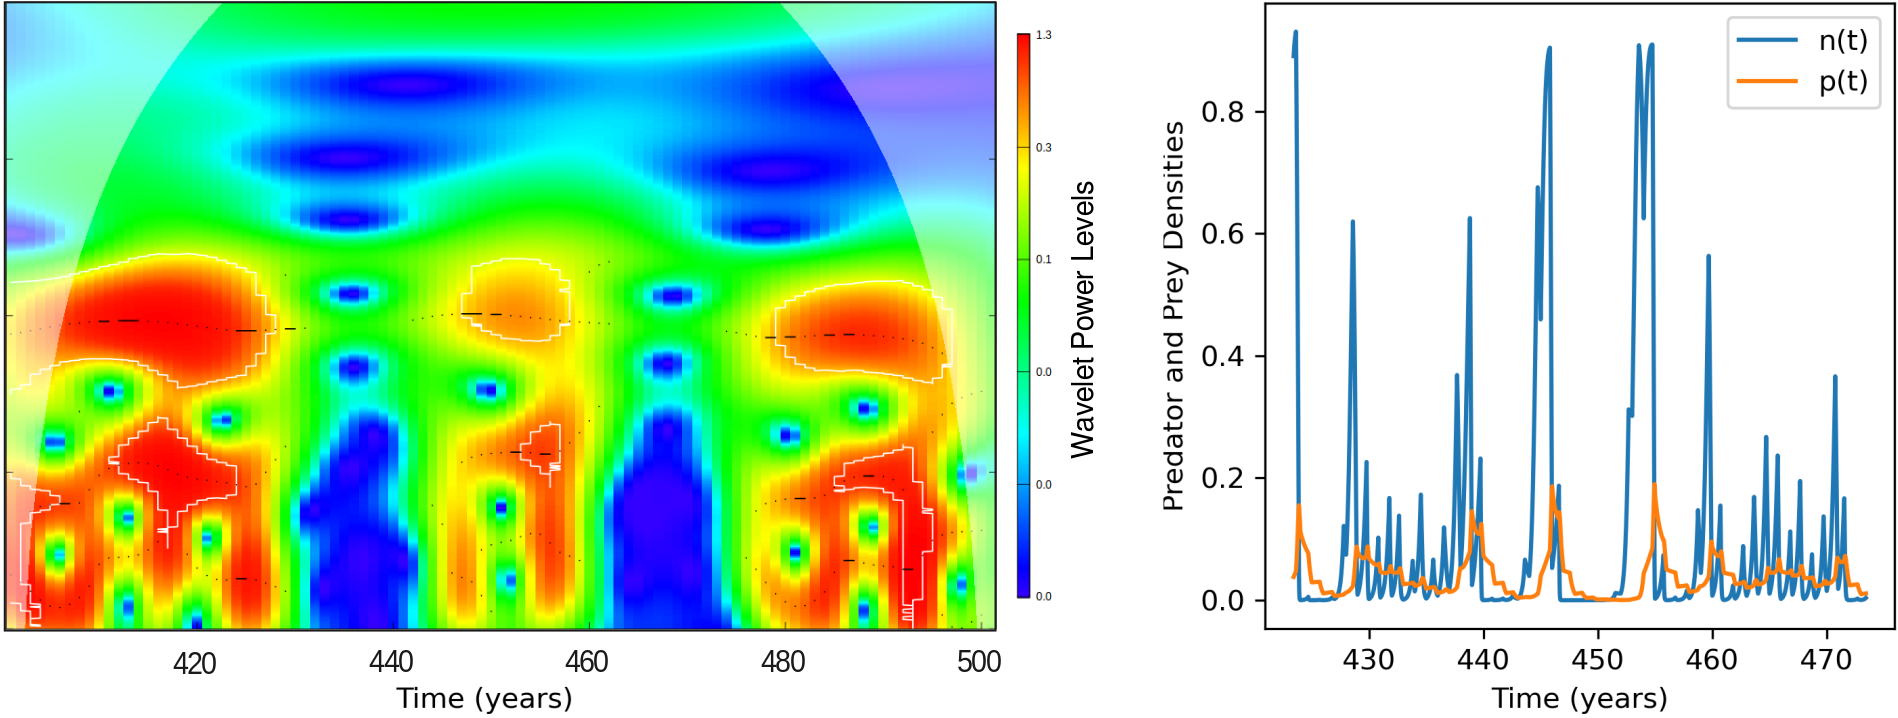 1.3
0.3
0.1
0.0
0.0
0.0
Wavelet Power Levels
420 440 460 480 500
Time (years)
n(t)
p(t)
Predator and Prey Densities
0.8
0.6
0.4
0.2
0.0
430 440 450 460 470
Time (years)